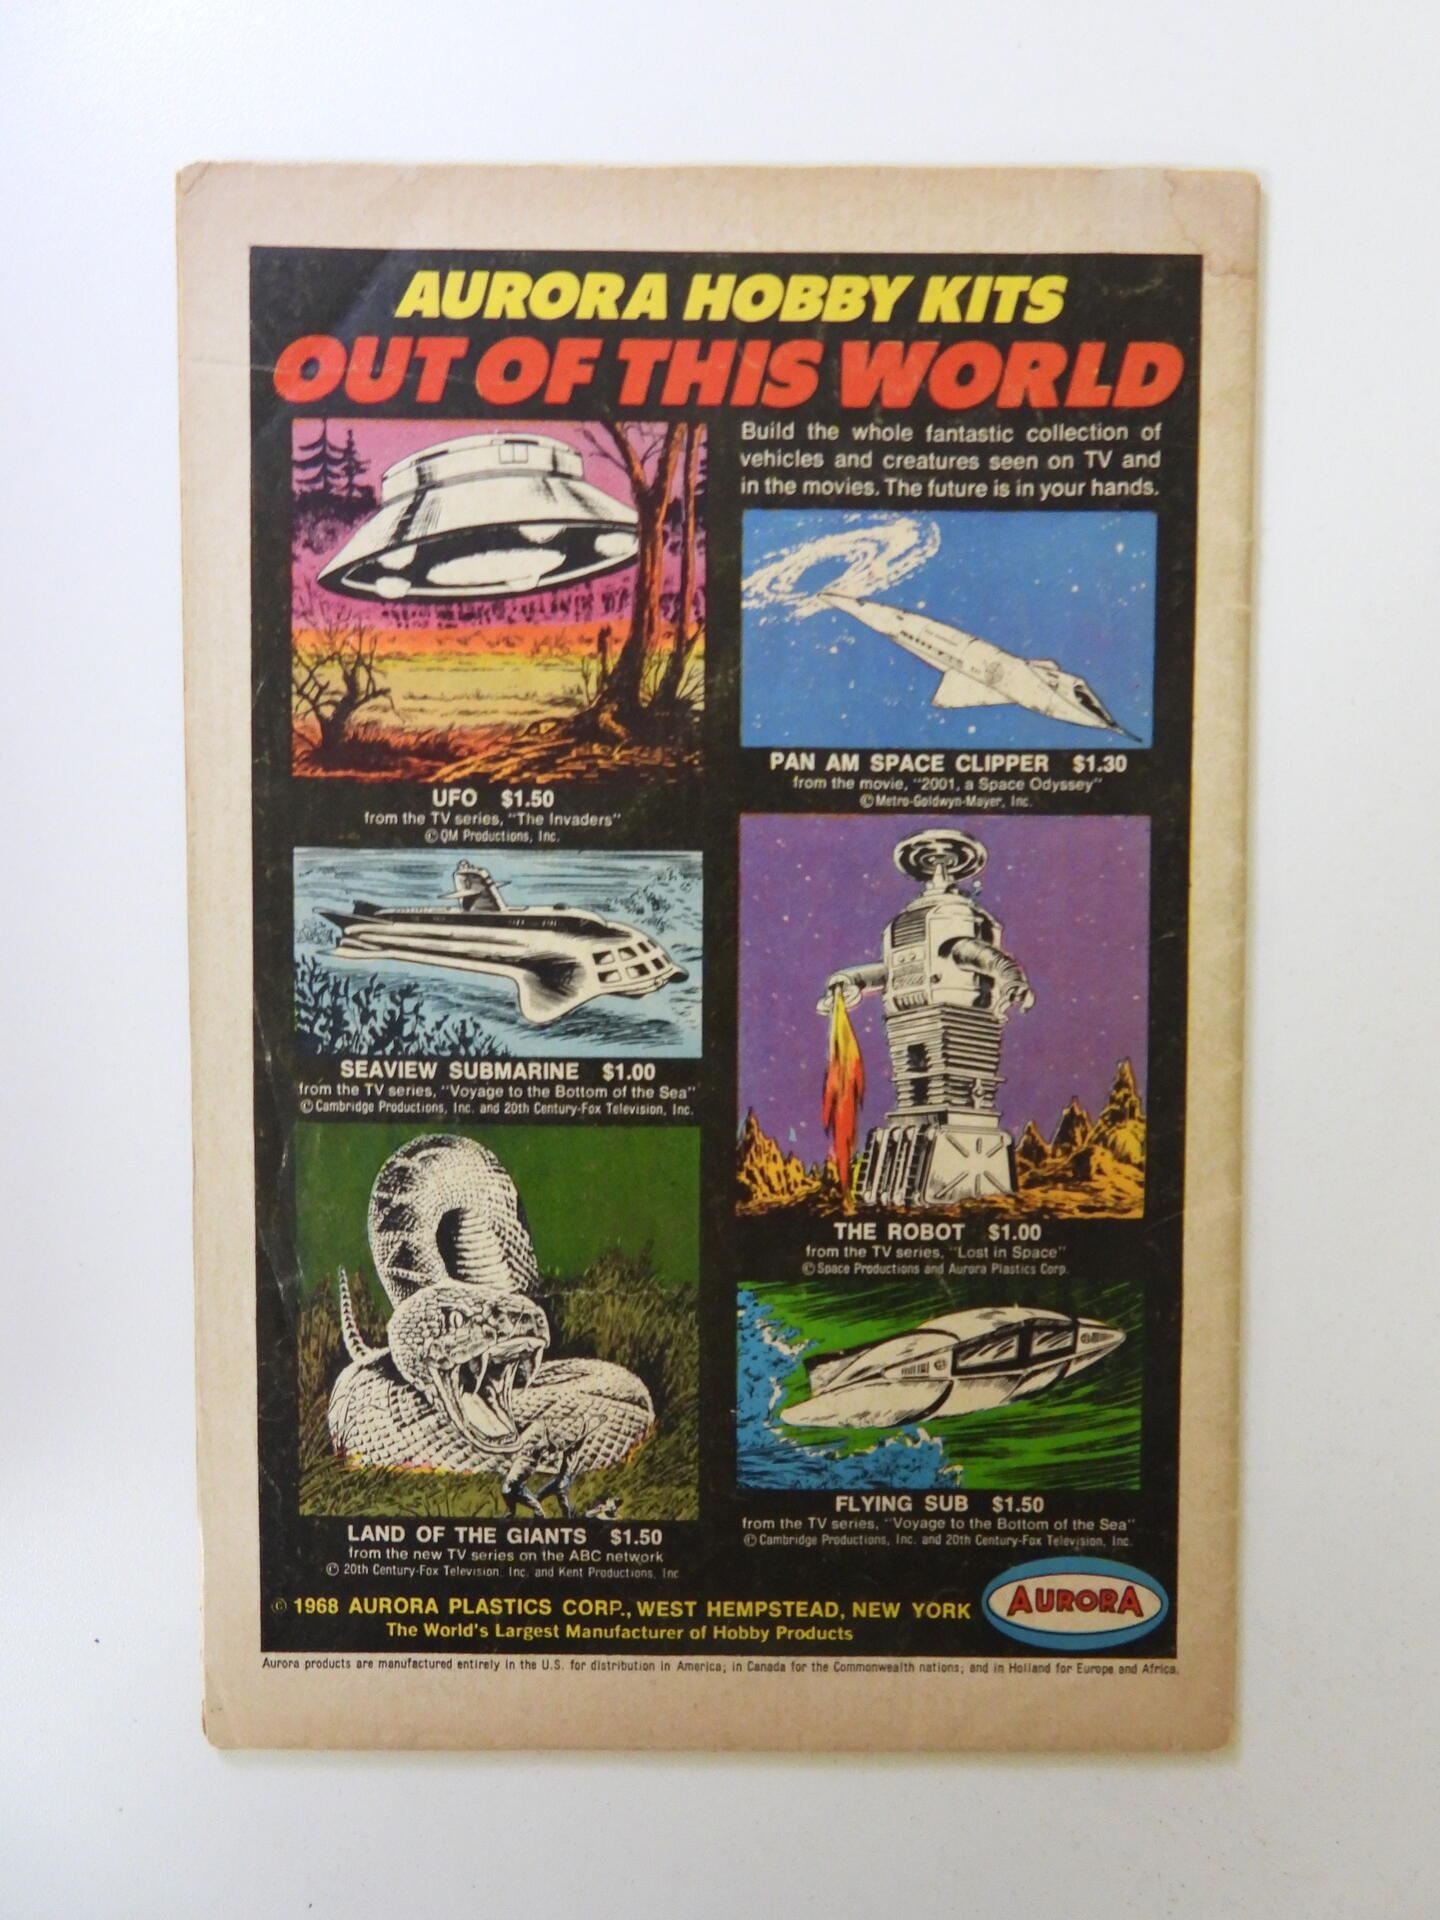 AURORA HOBBY KITS
OUT OF THIS WORLD
Build the whole fantastic collection of
vehicles and creatures seen on TV and
in the movies. The future is in your hands.
UFO $1.50
from the TV series, "The Invaders"
© QM Productions, Inc.
PAN AM SPACE CLIPPER $1.30
from the movie, "2001, a Space Odyssey"
© Metro-Goldwyn-Mayer, Inc.
SEAVIEW SUBMARINE $1.00
from the TV series, "Voyage to the Bottom of the Sea"
© Cambridge Productions, Inc. and 20th Century-Fox Television, Inc.
THE ROBOT $1.00
from the TV series, "Lost in Space"
© Space Productions and Aurora Plastics Corp.
LAND OF THE GIANTS $1.50
from the new TV series on the ABC network
© 20th Century-Fox Television, Inc. and Kent Productions, Inc
FLYING SUB $1.50
from the TV series, "Voyage to the Bottom of the Sea"
© Cambridge Productions, Inc. and 20th Century-Fox Television, Inc.
© 1968 AURORA PLASTICS CORP., WEST HEMPSTEAD, NEW YORK
The World's Largest Manufacturer of Hobby Products
AURORA
Aurora products are manufactured entirely in the U.S. for distribution in America; in Canada for the Commonwealth nations; and in Holland for Europe and Africa.